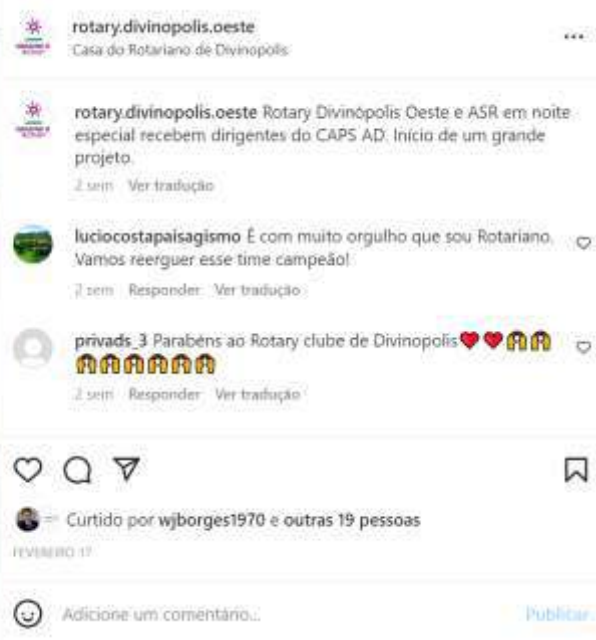 rotary.divinopolis.oeste
Casa do Rotariano de Divinopolis
rotary.divinopolis.oeste Rotary Divinópolis Oeste e ASR em noite
especial recebem dirigentes do CAPS AD. Início de um grande
projeto.
2 sem Ver tradução
luciocostapaisagismo É com muito orgulho que sou Rotariano.
Vamos reerguer esse time campeão!
2 sem Responder Ver tradução
privads_3 Parabéns ao Rotary clube de Divinopolis
2 sem Responder Ver tradução
Curtido por wjborges1970 e outras 19 pessoas
FEVEREIRO 17
Adicione um comentário...
Publicar